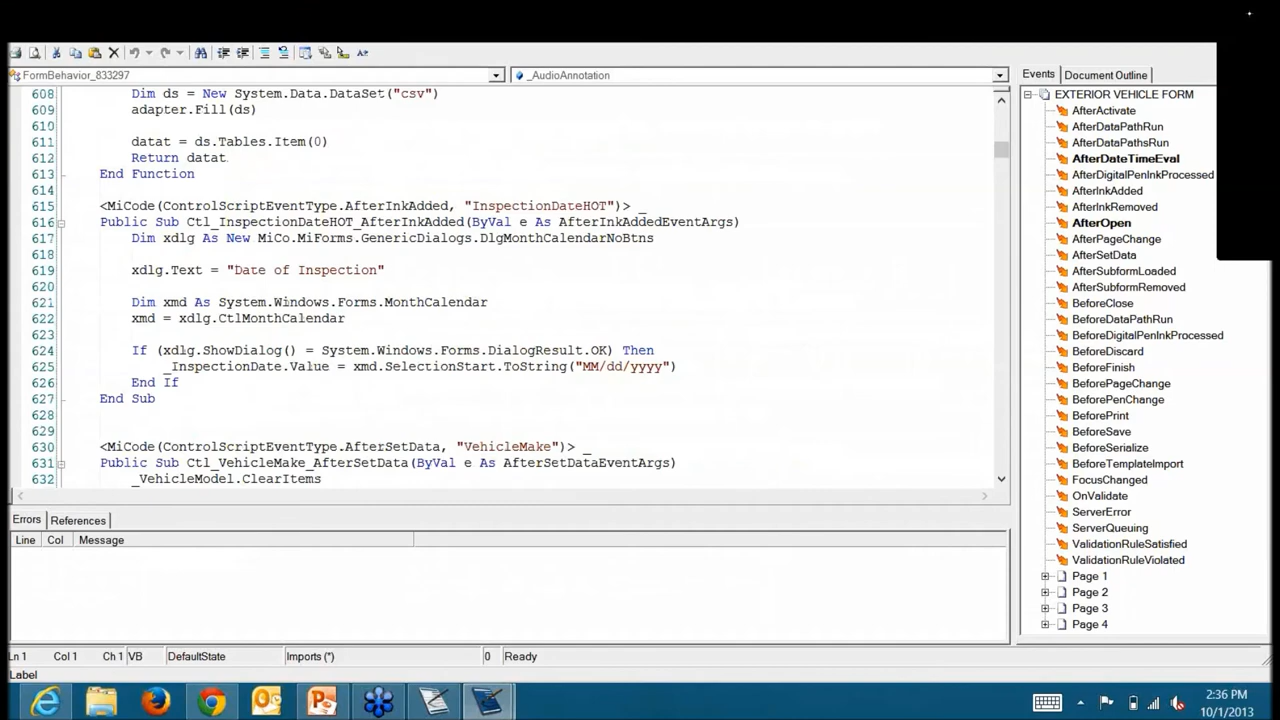 FormBehavior_833297
_AudioAnnotation
608 Dim ds = New System.Data.DataSet("csv")
609 adapter.Fill(ds)
610
611 datat = ds.Tables.Item(0)
612 Return datat
613 End Function
614
615 <MiCode(ControlScriptEventType.AfterInkAdded, "InspectionDateHOT")> _
616 Public Sub Ctl_InspectionDateHOT_AfterInkAdded(ByVal e As AfterInkAddedEventArgs)
617 Dim xdlg As New MiCo.MiForms.GenericDialogs.DlgMonthCalendarNoBtns
618
619 xdlg.Text = "Date of Inspection"
620
621 Dim xmd As System.Windows.Forms.MonthCalendar
622 xmd = xdlg.CtlMonthCalendar
623
624 If (xdlg.ShowDialog() = System.Windows.Forms.DialogResult.OK) Then
625 _InspectionDate.Value = xmd.SelectionStart.ToString("MM/dd/yyyy")
626 End If
627 End Sub
628
629
630 <MiCode(ControlScriptEventType.AfterSetData, "VehicleMake")> _
631 Public Sub Ctl_VehicleMake_AfterSetData(ByVal e As AfterSetDataEventArgs)
632 _VehicleModel.ClearItems
Errors References
Line Col Message
Ln 1 Col 1 Ch 1 VB DefaultState Imports (*) 0 Ready
Label
Events Document Outline
EXTERIOR VEHICLE FORM
AfterActivate
AfterDataPathRun
AfterDataPathsRun
AfterDateTimeEval
AfterDigitalPenInkProcessed
AfterInkAdded
AfterInkRemoved
AfterOpen
AfterPageChange
AfterSetData
AfterSubformLoaded
AfterSubformRemoved
BeforeClose
BeforeDataPathRun
BeforeDigitalPenInkProcessed
BeforeDiscard
BeforeFinish
BeforePageChange
BeforePenChange
BeforePrint
BeforeSave
BeforeSerialize
BeforeTemplateImport
FocusChanged
OnValidate
ServerError
ServerQueuing
ValidationRuleSatisfied
ValidationRuleViolated
Page 1
Page 2
Page 3
Page 4
2:36 PM
10/1/2013